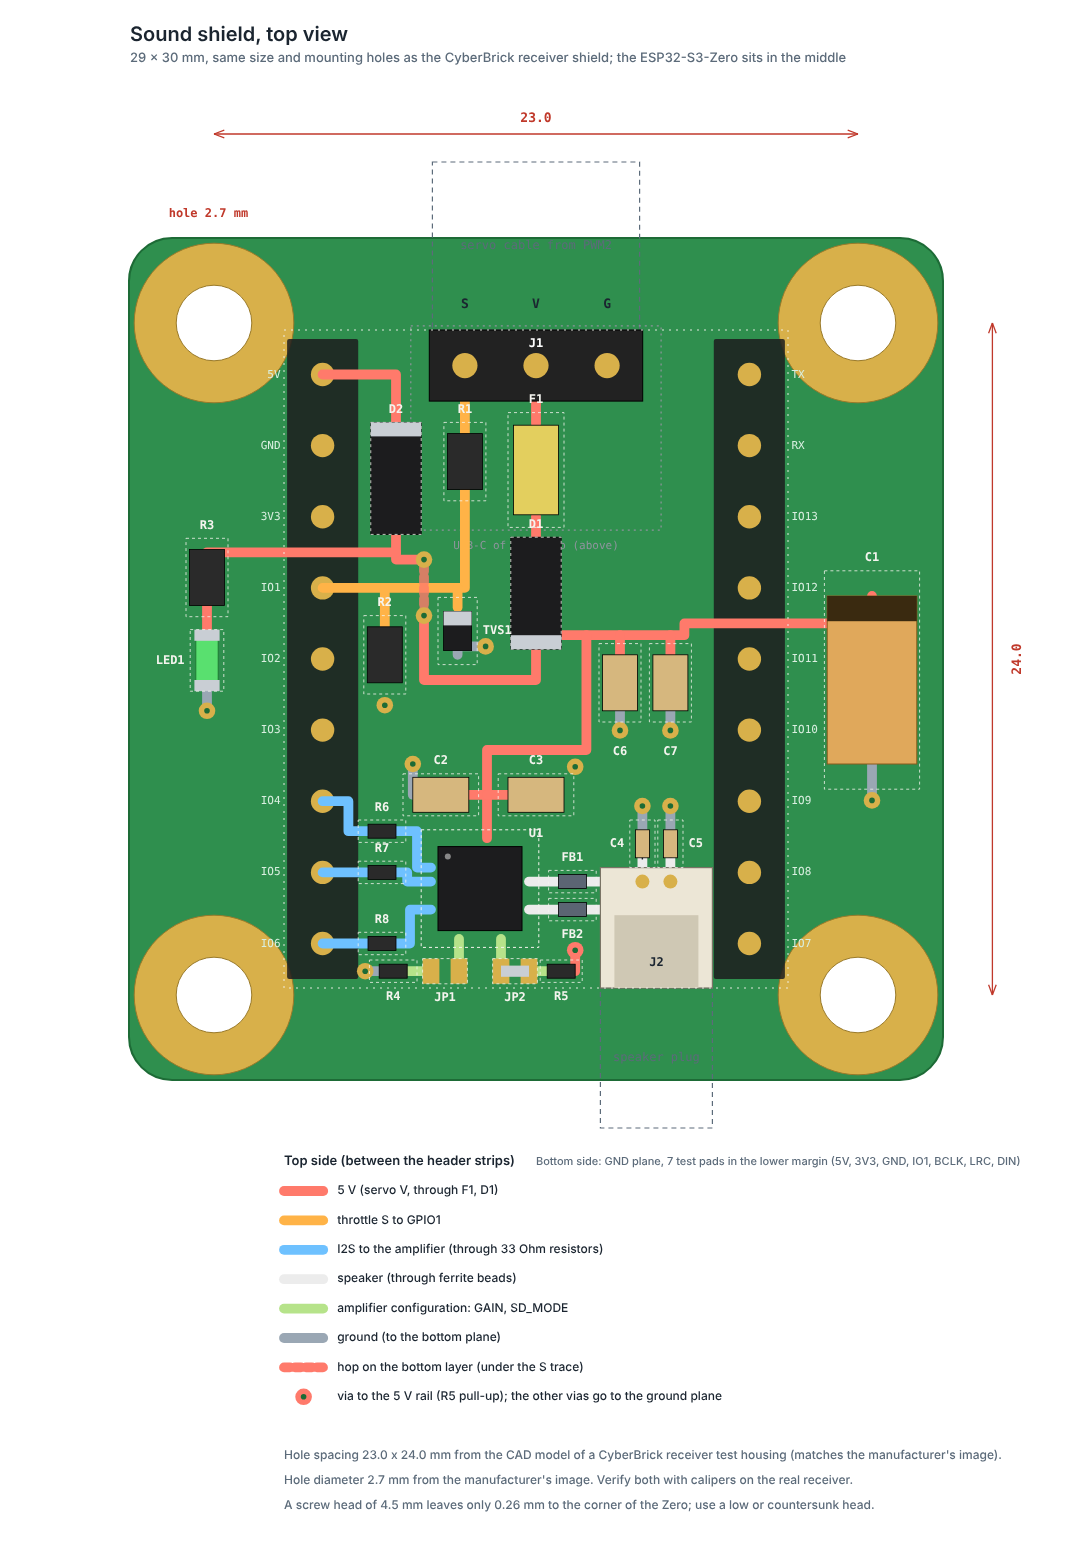 Sound shield, top view
29 × 30 mm, same size and mounting holes as the CyberBrick receiver shield; the ESP32-S3-Zero sits in the middle
23.0
hole 2.7 mm
S V G
J1
5V TX
F1
D2 R1
GND RX
3V3 IO13
R3 D1
(above)
C1
IO1 IO12
R2
TVS1
LED1 IO2 IO11
24.0
IO3 IO10
C6 C7
C2 C3
IO4 IO9
R6
U1
R7 C4 C5
FB1
IO5 IO8
R8
FB2
IO6 IO7
J2
R4 JP1 JP2 R5
Top side (between the header strips) Bottom side: GND plane, 7 test pads in the lower margin (5V, 3V3, GND, IO1, BCLK, LRC, DIN)
5 V (servo V, through F1, D1)
throttle S to GPIO1
I2S to the amplifier (through 33 Ohm resistors)
speaker (through ferrite beads)
amplifier configuration: GAIN, SD_MODE
ground (to the bottom plane)
hop on the bottom layer (under the S trace)
via to the 5 V rail (R5 pull-up); the other vias go to the ground plane
Hole spacing 23.0 x 24.0 mm from the CAD model of a CyberBrick receiver test housing (matches the manufacturer's image).
Hole diameter 2.7 mm from the manufacturer's image. Verify both with calipers on the real receiver.
A screw head of 4.5 mm leaves only 0.26 mm to the corner of the Zero; use a low or countersunk head.